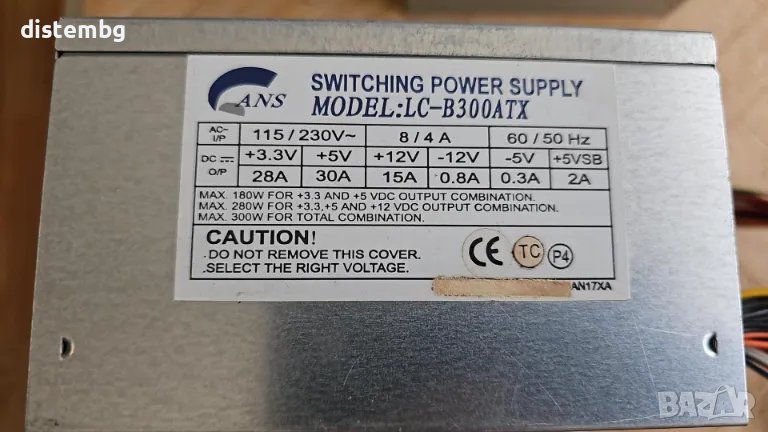 distembg
ANS
SWITCHING POWER SUPPLY
MODEL:LC-B300ATX
AC~ I/P 115 / 230V~ 8 / 4 A 60 / 50 Hz
DC O/P +3.3V +5V +12V -12V -5V +5VSB
28A 30A 15A 0.8A 0.3A 2A
MAX. 180W FOR +3.3 AND +5 VDC OUTPUT COMBINATION.
MAX. 280W FOR +3.3,+5 AND +12 VDC OUTPUT COMBINATION.
MAX. 300W FOR TOTAL COMBINATION.
CAUTION!
.DO NOT REMOVE THIS COVER.
.SELECT THE RIGHT VOLTAGE.
CE TC P4
AN17XA
BAZAR